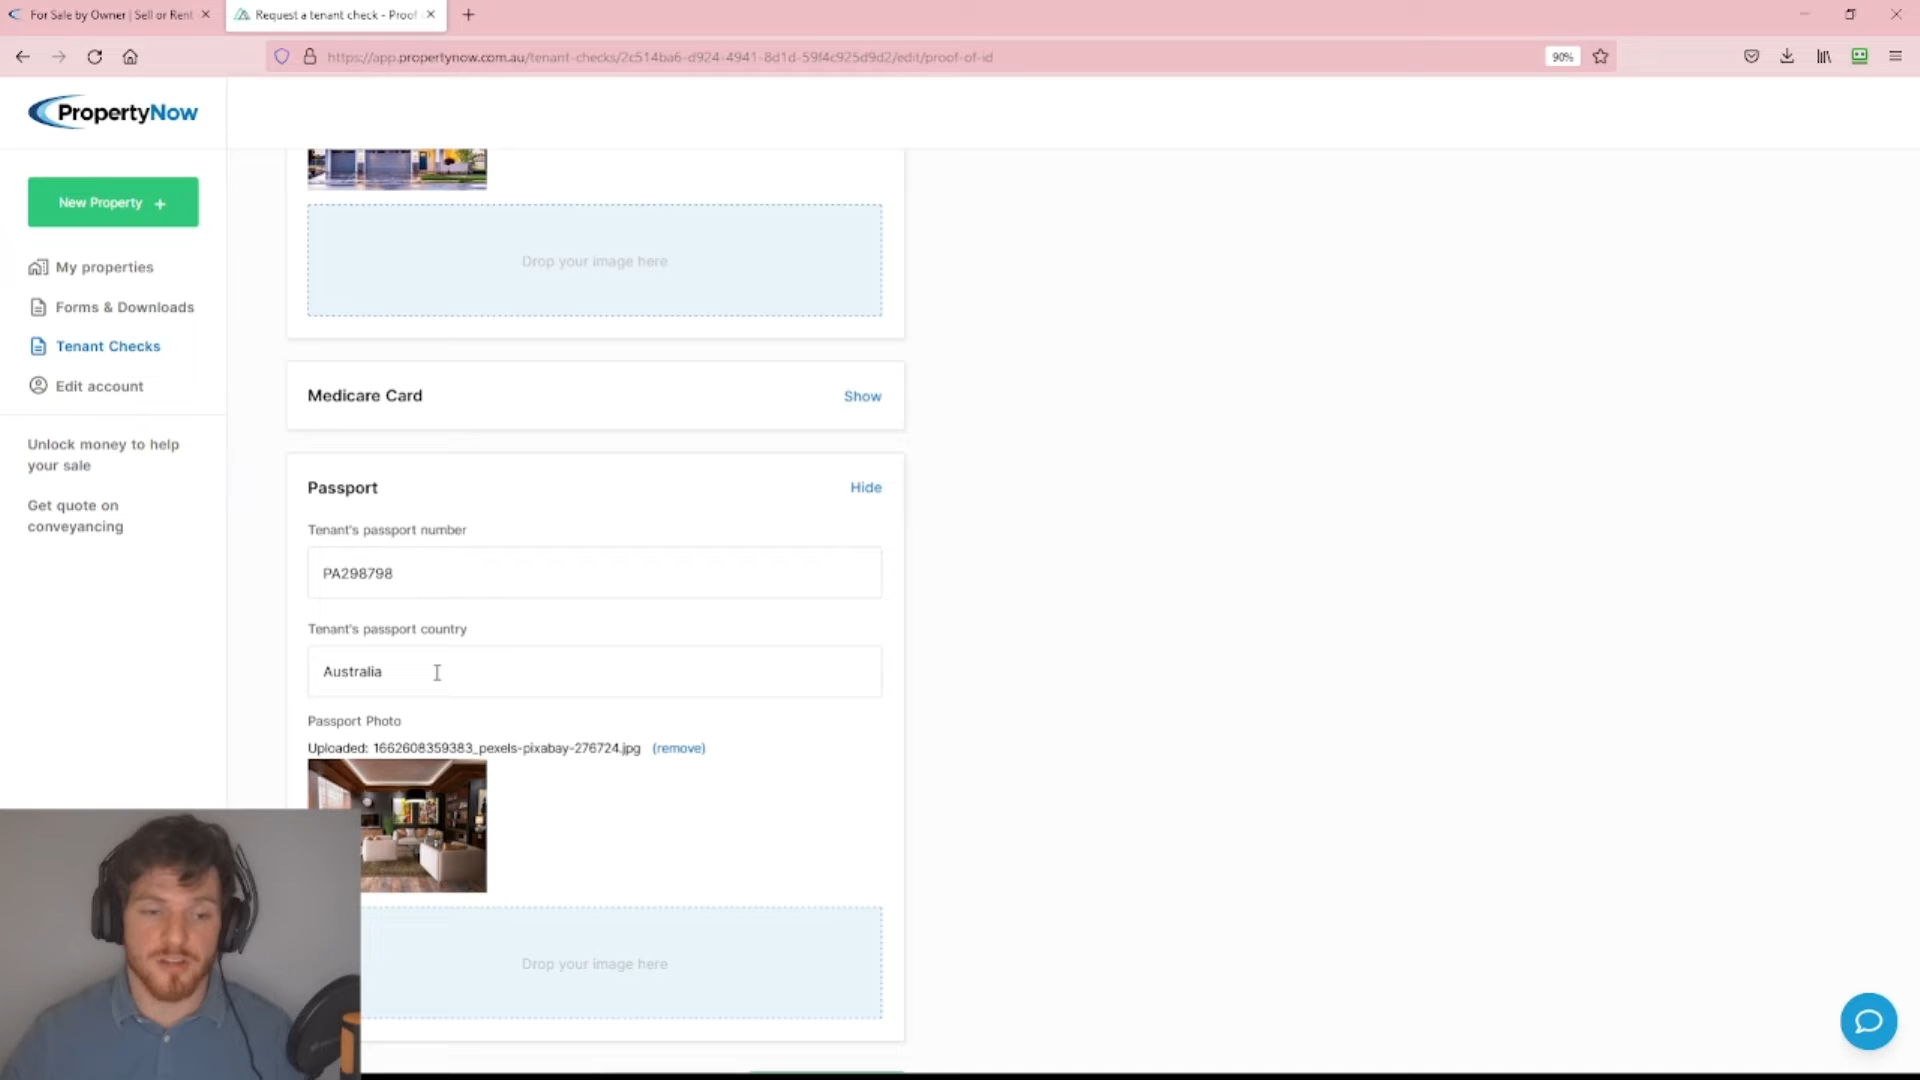 For Sale by Owner | Sell or Rent
Request a tenant check - Proof
https://app.propertynow.com.au/tenant-checks/2c514ba6-d924-4941-8d1d-59f4c925d9d2/edit/proof-of-id
90%
PropertyNow
New Property +
My properties
Forms & Downloads
Tenant Checks
Edit account
Unlock money to help
your sale
Get quote on
conveyancing
Drop your image here
Medicare Card
Show
Passport
Hide
Tenant's passport number
PA298798
Tenant's passport country
Australia
Passport Photo
Uploaded: 1662608359383_pexels-pixabay-276724.jpg (remove)
Drop your image here